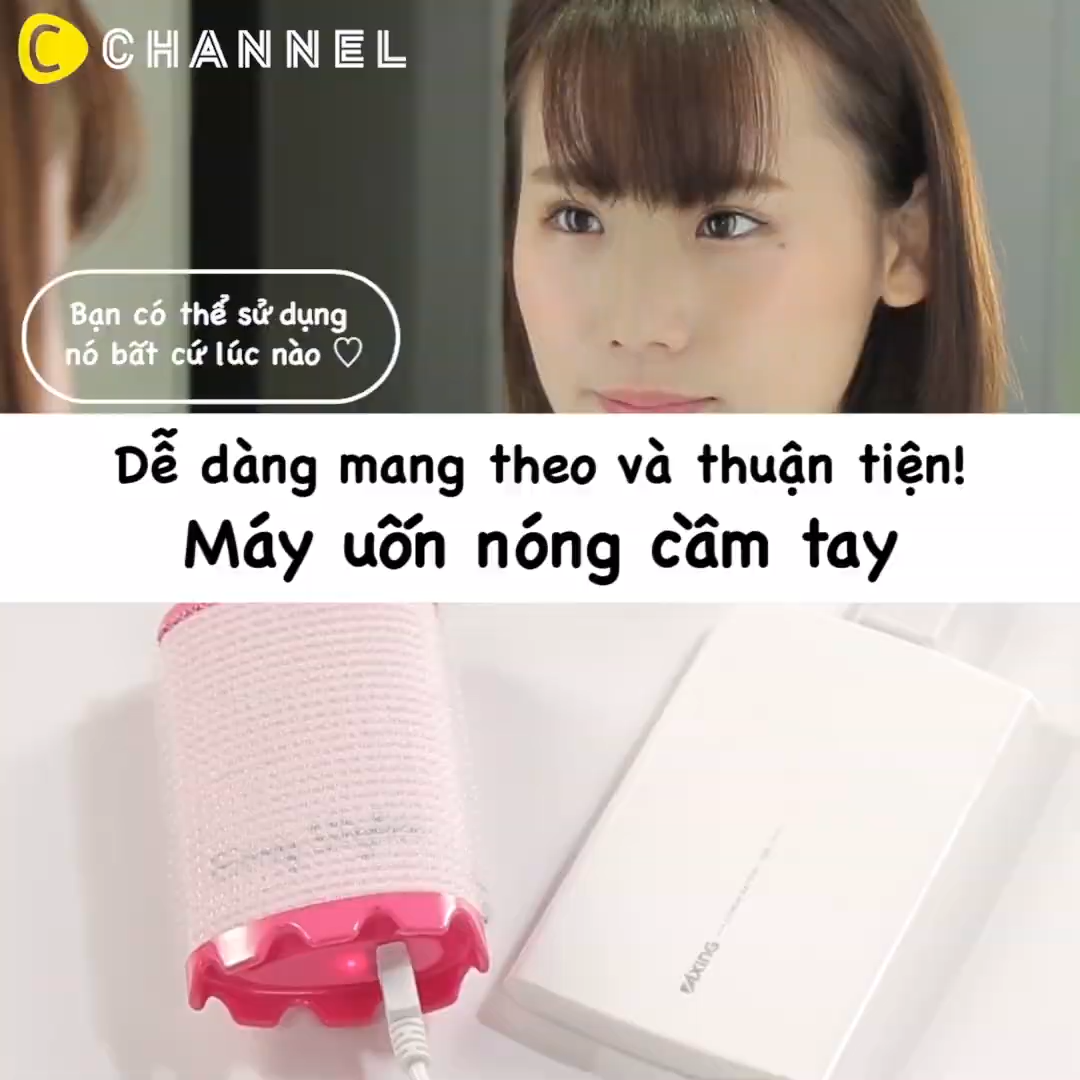 C CHANNEL
Bạn có thể sử dụng
nó bất cứ lúc nào ♡
Dễ dàng mang theo và thuận tiện!
Máy uốn nóng cầm tay
AXING